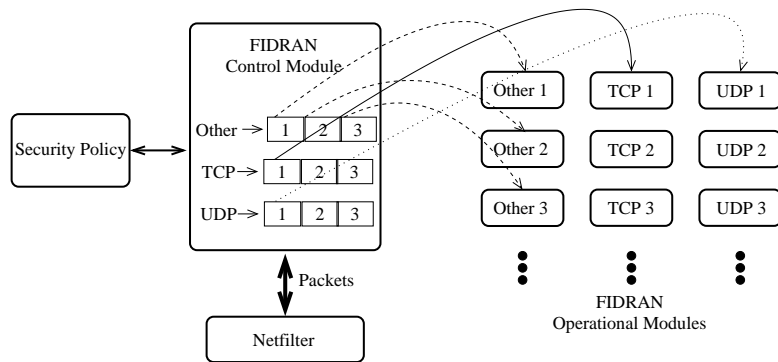 FIDRAN
Control Module
Other
1 2 3
TCP
1 2 3
UDP
1 2 3
Security Policy
Packets
Netfilter
Other 1 TCP 1 UDP 1
Other 2 TCP 2 UDP 2
Other 3 TCP 3 UDP 3
FIDRAN
Operational Modules